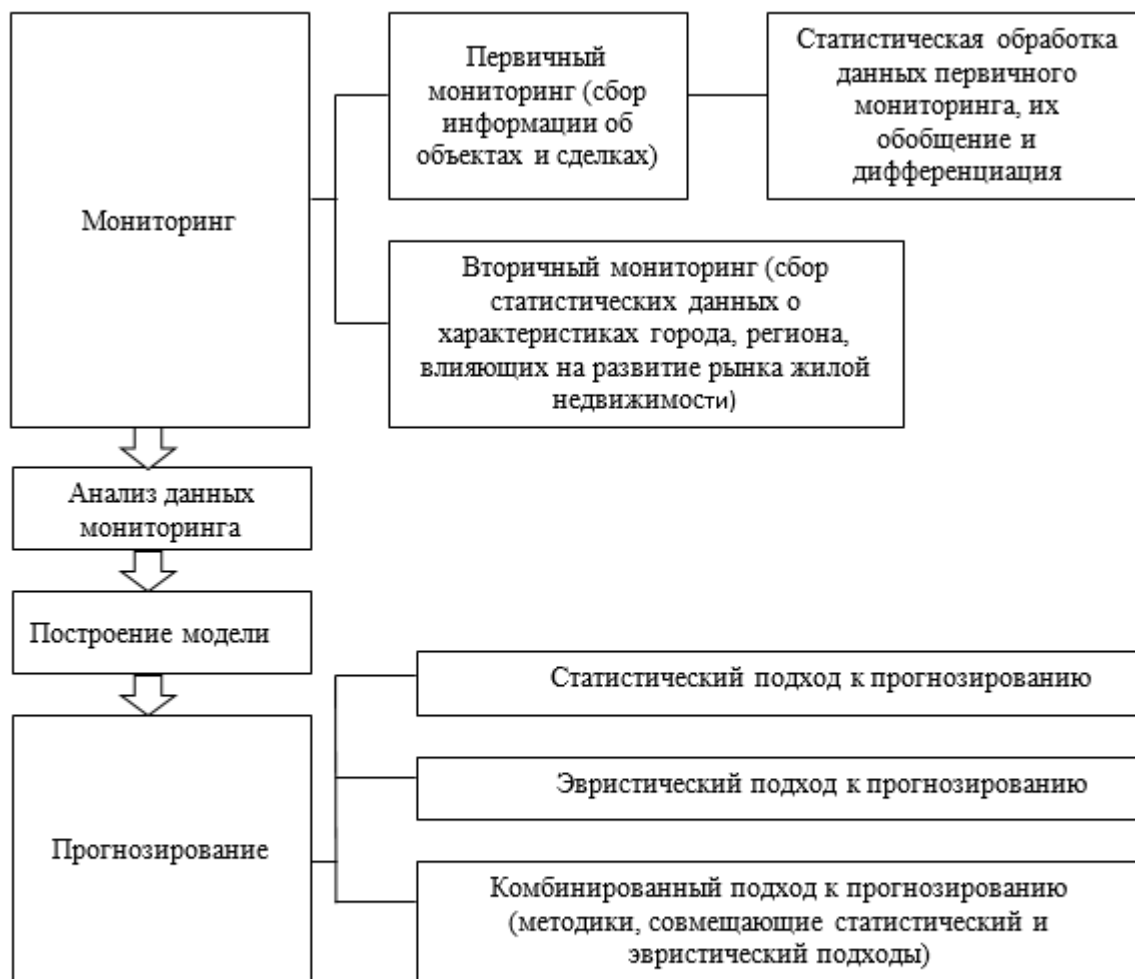 Мониторинг
Первичный
мониторинг (сбор
информации об
объектах и сделках)
Статистическая обработка
данных первичного
мониторинга, их
обобщение и
дифференциация
Вторичный мониторинг (сбор
статистических данных о
характеристиках города, региона,
влияющих на развитие рынка жилой
недвижимости)
Анализ данных
мониторинга
Построение модели
Прогнозирование
Статистический подход к прогнозированию
Эвристический подход к прогнозированию
Комбинированный подход к прогнозированию
(методики, совмещающие статистический и
эвристический подходы)